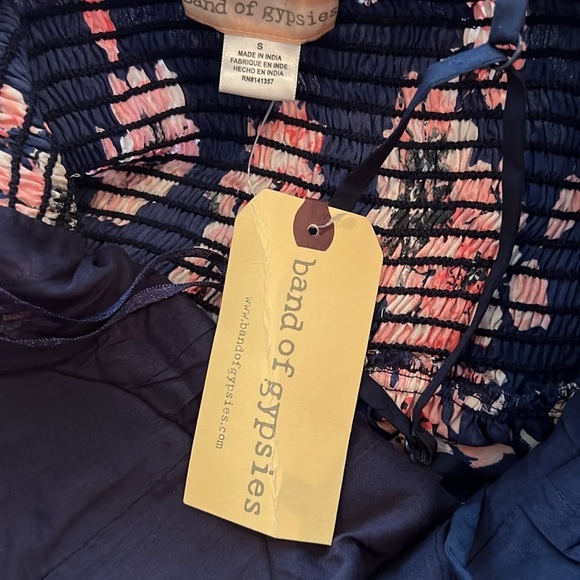 band of gypsies
S
MADE IN INDIA
FABRIQUE EN INDE
HECHO EN INDIA
RN#141357
band of gypsies
www.bandofgypsies.com